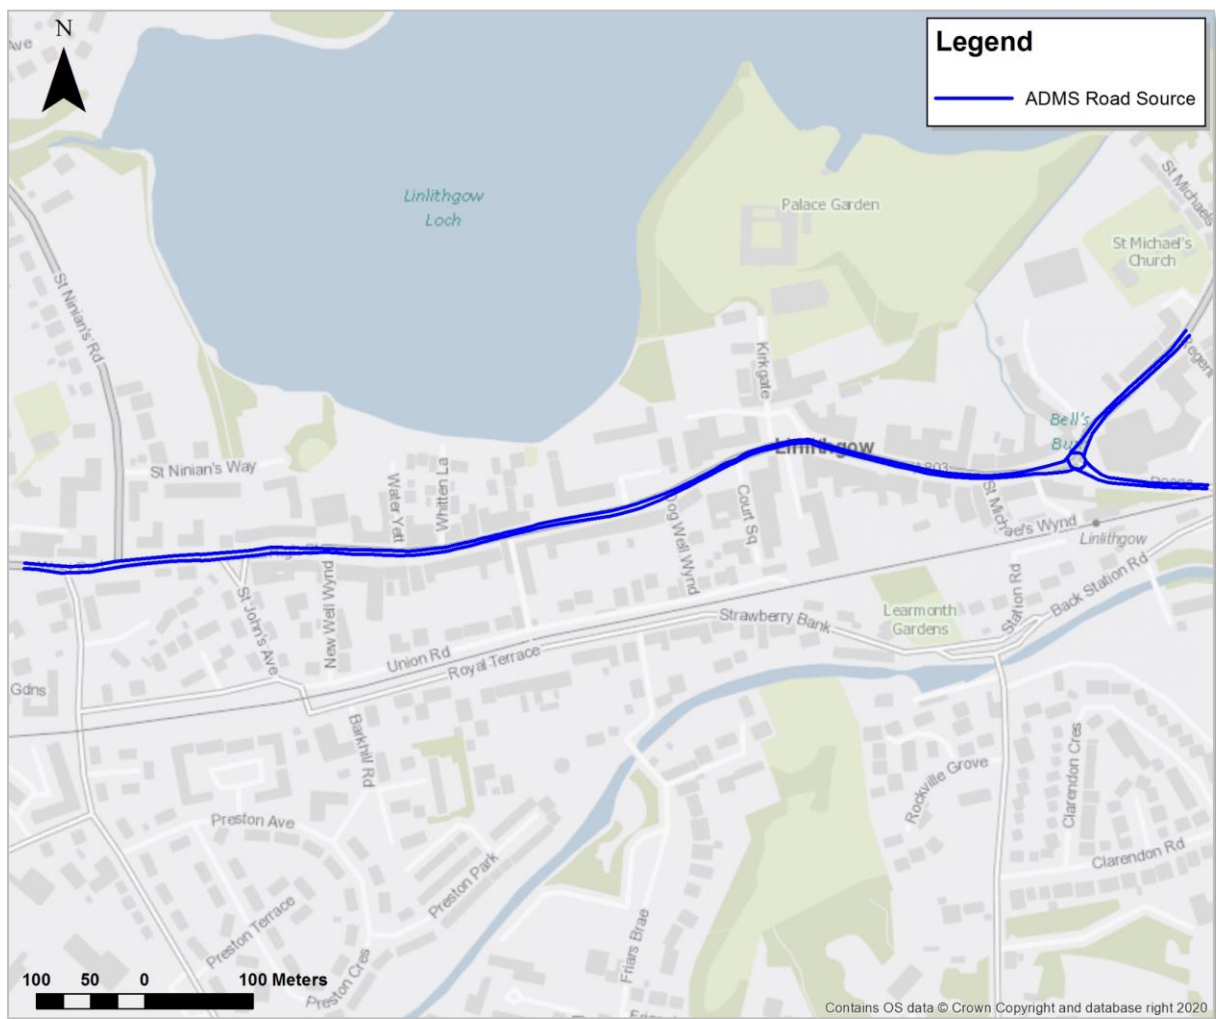 N
Legend
ADMS Road Source
Ave
St Michaels
Linlithgow
Loch
Palace Garden
St Michael's
Church
St Ninian's Rd
Kirkgate
Bell's
Linlithgow
St Ninian's Way
Water Yett
Whitten La
Court Sq
Dog Well Wynd
St Michael's Wynd
Linlithgow
New Well Wynd
St John's Ave
Learmonth
Gardens
Station Rd
Back Station Rd
Strawberry Bank
Union Rd
Royal Terrace
Gdns
Barkhill Rd
Rockville Grove
Clarendon Cres
Preston Ave
Clarendon Rd
Preston Park
Preston Terrace
Friars Brae
Preston Cres
100 50 0 100 Meters
Contains OS data © Crown Copyright and database right 2020